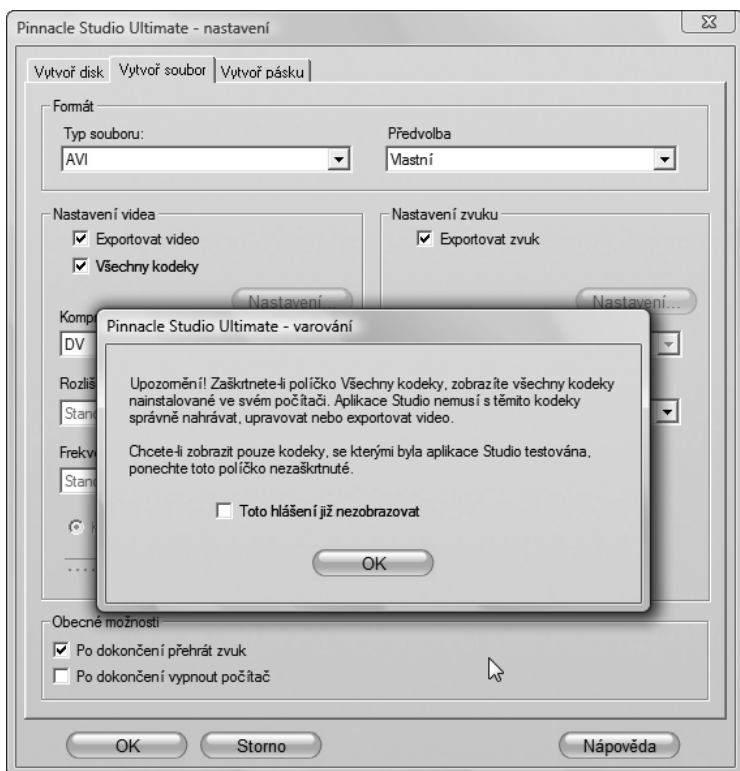 Pinnacle Studio Ultimate - nastavení
Vytvoř disk Vytvoř soubor Vytvoř pásku
Formát
Typ souboru: Předvolba
AVI Vlastní
Nastavení videa Nastavení zvuku
Exportovat video Exportovat zvuk
Všechny kodeky
Nastavení... Nastavení...
Pinnacle Studio Ultimate - varování
DV
Upozornění! Zaškrtnete-li políčko Všechny kodeky, zobrazíte všechny kodeky
nainstalované ve svém počítači. Aplikace Studio nemusí s těmito kodeky
správně nahrávat, upravovat nebo exportovat video.
Chcete-li zobrazit pouze kodeky, se kterými byla aplikace Studio testována,
ponechte toto políčko nezaškrtnuté.
Toto hlášení již nezobrazovat
OK
Obecné možnosti
Po dokončení přehrát zvuk
Po dokončení vypnout počítač
OK Storno Nápověda